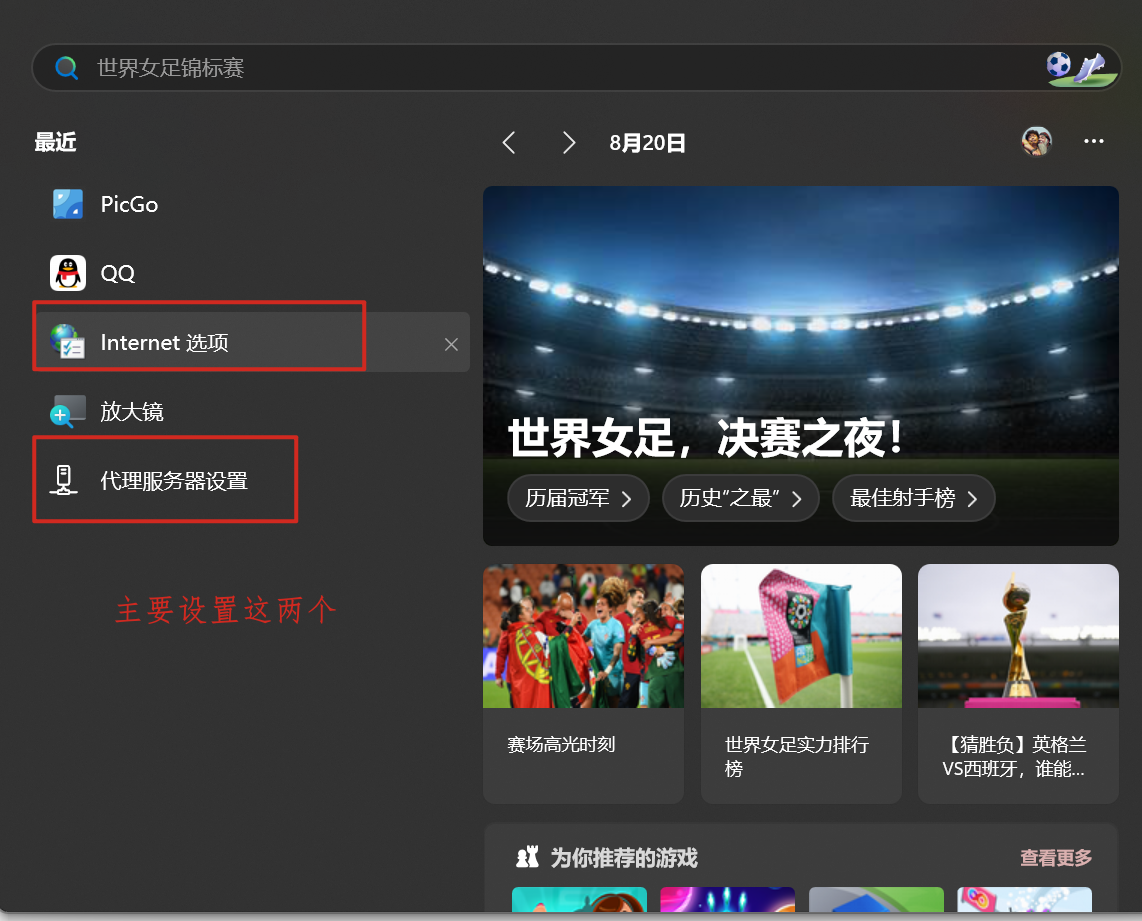 世界女足锦标赛
最近
8月20日
PicGo
QQ
Internet 选项
放大镜
代理服务器设置
主要设置这两个
世界女足，决赛之夜！
历届冠军
历史“之最”
最佳射手榜
赛场高光时刻
世界女足实力排行
榜
【猜胜负】英格兰
VS西班牙，谁能...
为你推荐的游戏
查看更多